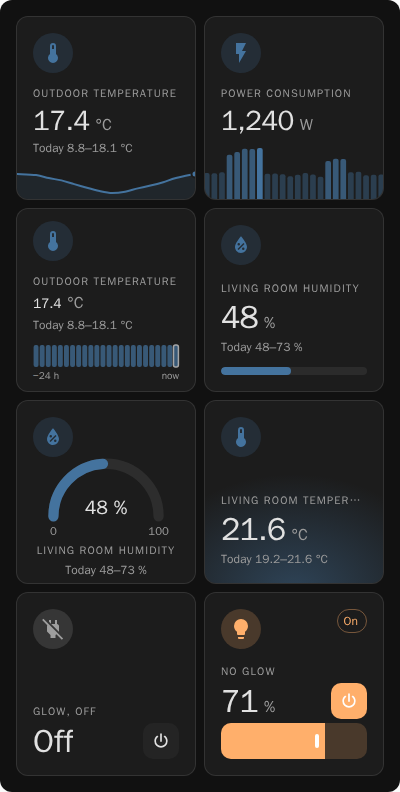 OUTDOOR TEMPERATURE
17.4 °C
Today 8.8–18.1 °C
POWER CONSUMPTION
1,240 W
OUTDOOR TEMPERATURE
17.4 °C
Today 8.8–18.1 °C
−24 h now
LIVING ROOM HUMIDITY
48 %
Today 48–73 %
48 %
0 100
LIVING ROOM HUMIDITY
Today 48–73 %
LIVING ROOM TEMPER···
21.6 °C
Today 19.2–21.6 °C
GLOW, OFF
Off
On
NO GLOW
71 %